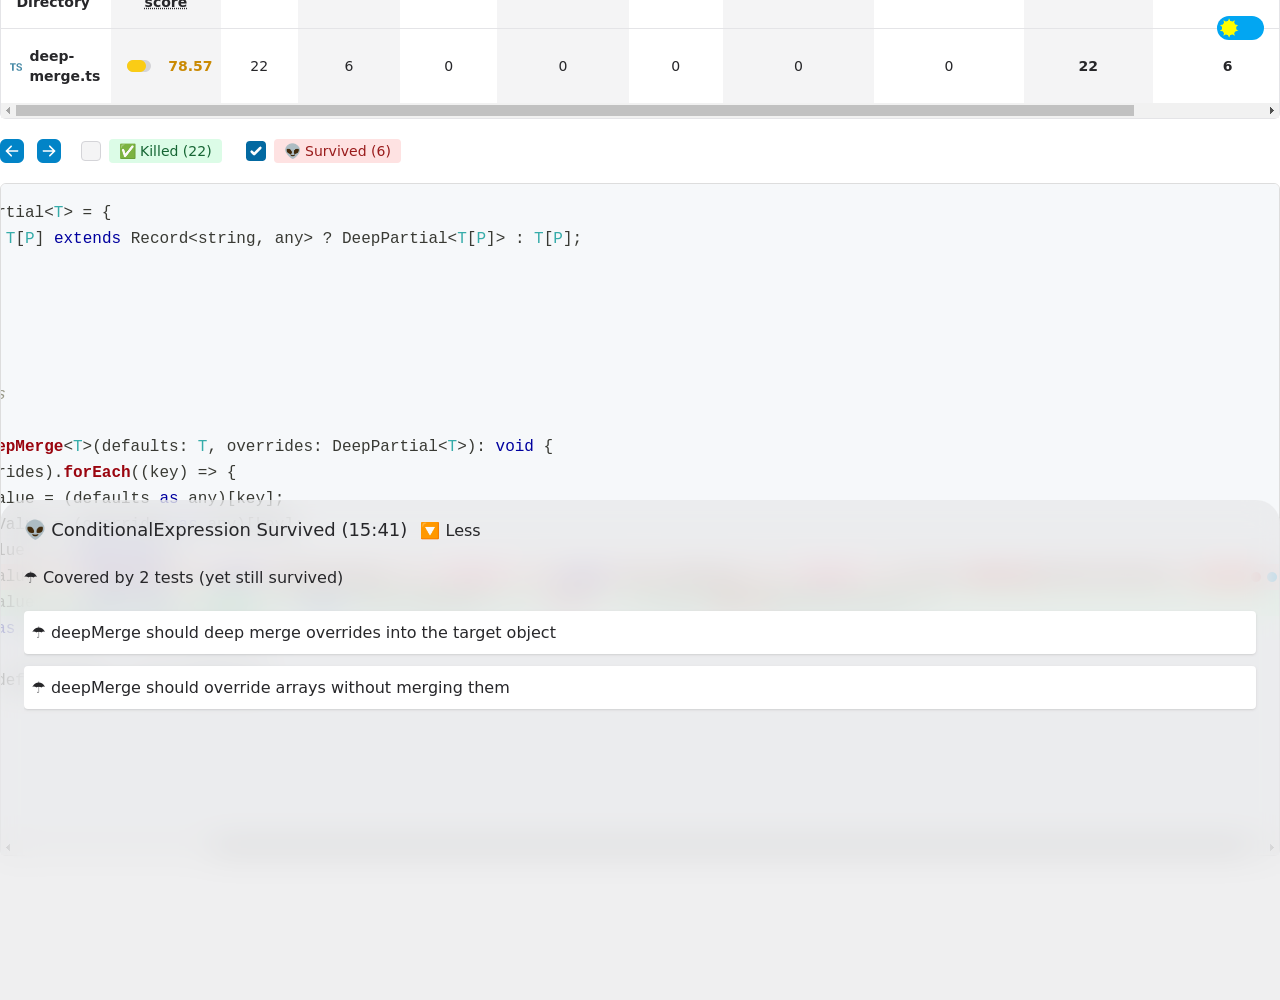 Directory score
TS deep-merge.ts 78.57 22 6 0 0 0 0 0 22 6
✅ Killed (22) 👽 Survived (6)
rtial<T> = {
T[P] extends Record<string, any> ? DeepPartial<T[P]> : T[P];
s
epMerge<T>(defaults: T, overrides: DeepPartial<T>): void {
rides).forEach((key) => {
alue = (defaults as any)[key];
👽 ConditionalExpression Survived (15:41) 🔽 Less
☂ Covered by 2 tests (yet still survived)
as
☂ deepMerge should deep merge overrides into the target object
☂ deepMerge should override arrays without merging them